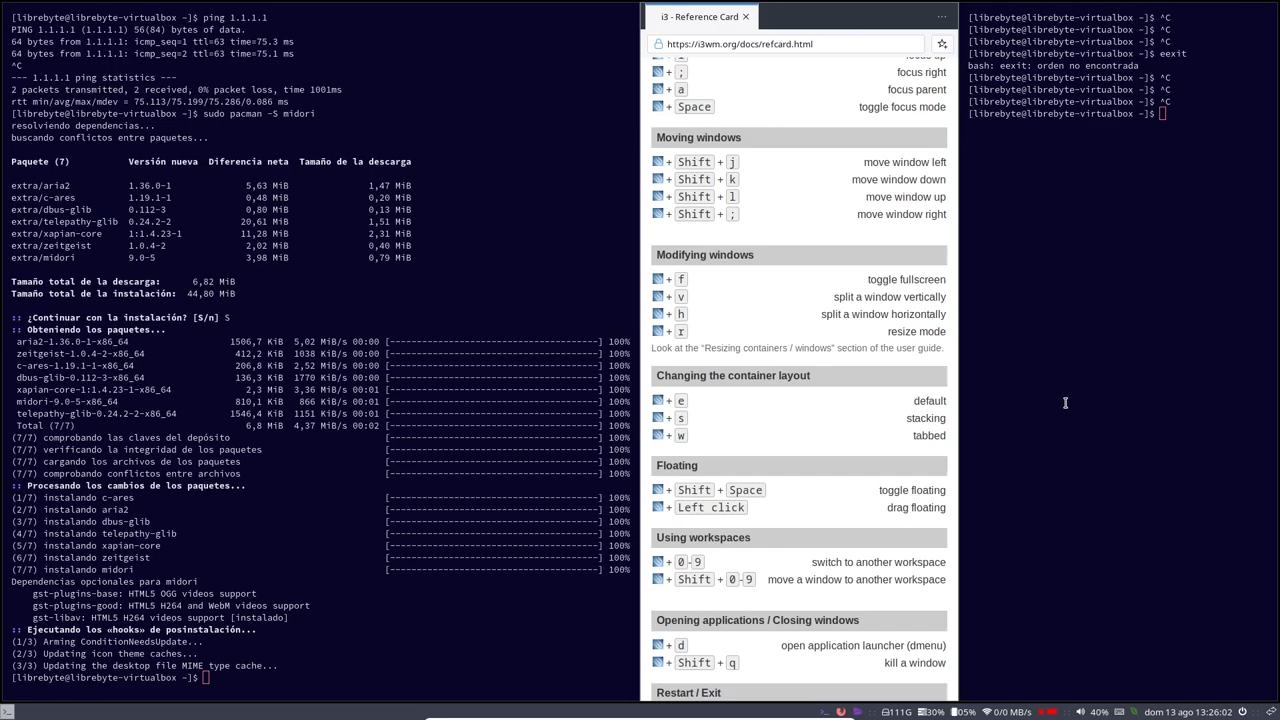 [librebyte@librebyte-virtualbox ~]$ ping 1.1.1.1
PING 1.1.1.1 (1.1.1.1) 56(84) bytes of data.
64 bytes from 1.1.1.1: icmp_seq=1 ttl=63 time=75.3 ms
64 bytes from 1.1.1.1: icmp_seq=2 ttl=63 time=75.1 ms
^C
--- 1.1.1.1 ping statistics ---
2 packets transmitted, 2 received, 0% packet loss, time 1001ms
rtt min/avg/max/mdev = 75.113/75.199/75.286/0.086 ms
[librebyte@librebyte-virtualbox ~]$ sudo pacman -S midori
resolviendo dependencias...
buscando conflictos entre paquetes...
Paquete (7) Versión nueva Diferencia neta Tamaño de la descarga
extra/aria2 1.36.0-1 5,63 MiB 1,47 MiB
extra/c-ares 1.19.1-1 0,48 MiB 0,20 MiB
extra/dbus-glib 0.112-3 0,80 MiB 0,13 MiB
extra/telepathy-glib 0.24.2-2 20,61 MiB 1,51 MiB
extra/xapian-core 1:1.4.23-1 11,28 MiB 2,31 MiB
extra/zeitgeist 1.0.4-2 2,02 MiB 0,40 MiB
extra/midori 9.0-5 3,98 MiB 0,79 MiB
Tamaño total de la descarga: 6,82 MiB
Tamaño total de la instalación: 44,80 MiB
:: ¿Continuar con la instalación? [S/n] S
:: Obteniendo los paquetes...
aria2-1.36.0-1-x86_64 1506,7 KiB 5,02 MiB/s 00:00 [--------------------------------------] 100%
zeitgeist-1.0.4-2-x86_64 412,2 KiB 1038 KiB/s 00:00 [--------------------------------------] 100%
c-ares-1.19.1-1-x86_64 206,8 KiB 2,52 MiB/s 00:00 [--------------------------------------] 100%
dbus-glib-0.112-3-x86_64 136,3 KiB 1770 KiB/s 00:00 [--------------------------------------] 100%
xapian-core-1:1.4.23-1-x86_64 2,3 MiB 3,36 MiB/s 00:01 [--------------------------------------] 100%
midori-9.0-5-x86_64 810,1 KiB 866 KiB/s 00:01 [--------------------------------------] 100%
telepathy-glib-0.24.2-2-x86_64 1546,4 KiB 1151 KiB/s 00:01 [--------------------------------------] 100%
Total (7/7) 6,8 MiB 4,37 MiB/s 00:02 [--------------------------------------] 100%
(7/7) comprobando las claves del depósito [--------------------------------------] 100%
(7/7) verificando la integridad de los paquetes [--------------------------------------] 100%
(7/7) cargando los archivos de los paquetes [--------------------------------------] 100%
(7/7) comprobando conflictos entre archivos [--------------------------------------] 100%
:: Procesando los cambios de los paquetes...
(1/7) instalando c-ares [--------------------------------------] 100%
(2/7) instalando aria2 [--------------------------------------] 100%
(3/7) instalando dbus-glib [--------------------------------------] 100%
(4/7) instalando telepathy-glib [--------------------------------------] 100%
(5/7) instalando xapian-core [--------------------------------------] 100%
(6/7) instalando zeitgeist [--------------------------------------] 100%
(7/7) instalando midori [--------------------------------------] 100%
Dependencias opcionales para midori
gst-plugins-base: HTML5 OGG videos support
gst-plugins-good: HTML5 H264 and WebM videos support
gst-libav: HTML5 H264 videos support [instalado]
:: Ejecutando los «hooks» de posinstalación...
(1/3) Arming ConditionNeedsUpdate...
(2/3) Updating icon theme caches...
(3/3) Updating the desktop file MIME type cache...
[librebyte@librebyte-virtualbox ~]$
i3 - Reference Card
https://i3wm.org/docs/refcard.html
+ ; focus right
+ a focus parent
+ Space toggle focus mode
Moving windows
+ Shift + j move window left
+ Shift + k move window down
+ Shift + l move window up
+ Shift + ; move window right
Modifying windows
+ f toggle fullscreen
+ v split a window vertically
+ h split a window horizontally
+ r resize mode
Look at the “Resizing containers / windows” section of the user guide.
Changing the container layout
+ e default
+ s stacking
+ w tabbed
Floating
+ Shift + Space toggle floating
+ Left click drag floating
Using workspaces
+ 0-9 switch to another workspace
+ Shift + 0-9 move a window to another workspace
Opening applications / Closing windows
+ d open application launcher (dmenu)
+ Shift + q kill a window
Restart / Exit
[librebyte@librebyte-virtualbox ~]$ ^C
[librebyte@librebyte-virtualbox ~]$ ^C
[librebyte@librebyte-virtualbox ~]$ ^C
[librebyte@librebyte-virtualbox ~]$ eexit
bash: eexit: orden no encontrada
[librebyte@librebyte-virtualbox ~]$ ^C
[librebyte@librebyte-virtualbox ~]$ ^C
[librebyte@librebyte-virtualbox ~]$ ^C
[librebyte@librebyte-virtualbox ~]$
111G 30% 05% 0/0 MB/s 40% dom 13 ago 13:26:02